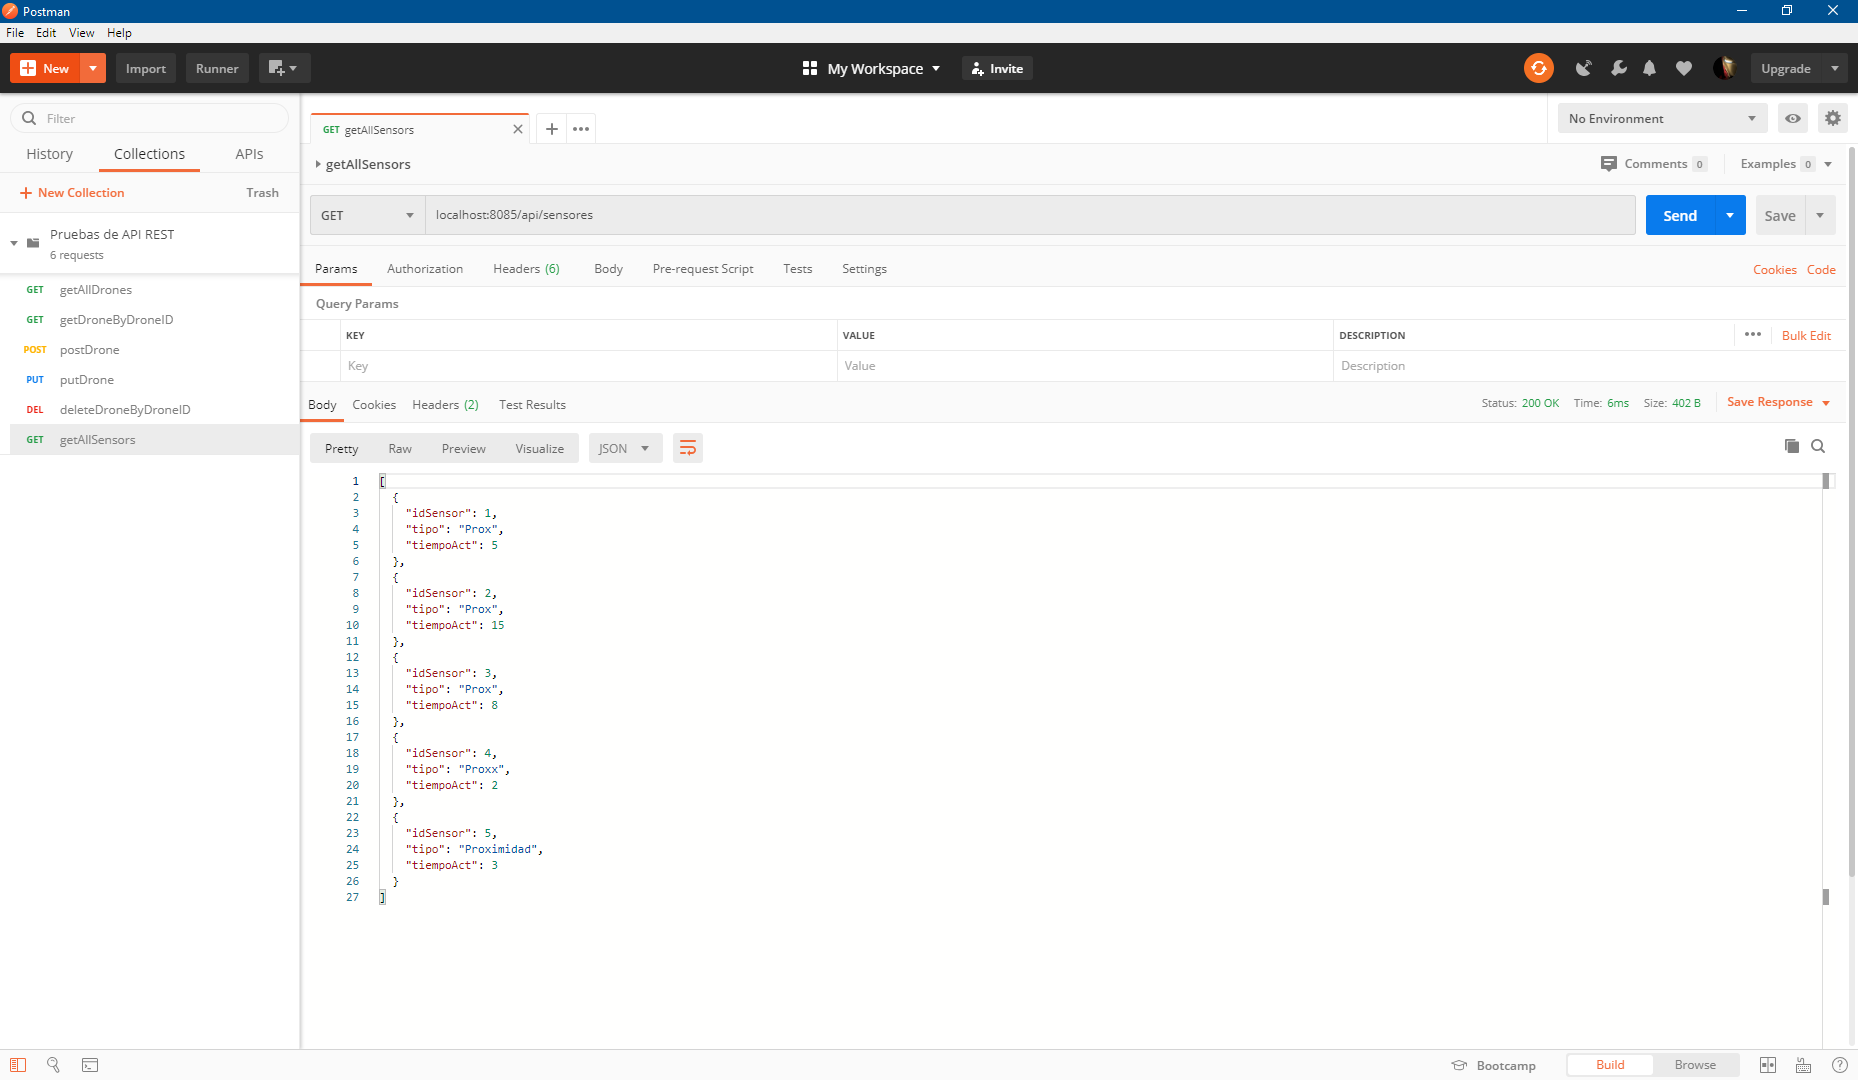 Postman
File Edit View Help
New Import Runner My Workspace Invite Upgrade
Filter
History Collections APIs
New Collection Trash
Pruebas de API REST
6 requests
GET getAllDrones
GET getDroneByDroneID
POST postDrone
PUT putDrone
DEL deleteDroneByDroneID
GET getAllSensors
GET getAllSensors
No Environment
getAllSensors
Comments 0 Examples 0
GET localhost:8085/api/sensores Send Save
Params Authorization Headers (6) Body Pre-request Script Tests Settings Cookies Code
Query Params
KEY VALUE DESCRIPTION Bulk Edit
Key Value Description
Body Cookies Headers (2) Test Results Status: 200 OK Time: 6ms Size: 402 B Save Response
Pretty Raw Preview Visualize JSON
1 [
2 {
3 "idSensor": 1,
4 "tipo": "Prox",
5 "tiempoAct": 5
6 },
7 {
8 "idSensor": 2,
9 "tipo": "Prox",
10 "tiempoAct": 15
11 },
12 {
13 "idSensor": 3,
14 "tipo": "Prox",
15 "tiempoAct": 8
16 },
17 {
18 "idSensor": 4,
19 "tipo": "Proxx",
20 "tiempoAct": 2
21 },
22 {
23 "idSensor": 5,
24 "tipo": "Proximidad",
25 "tiempoAct": 3
26 }
27 ]
Bootcamp Build Browse